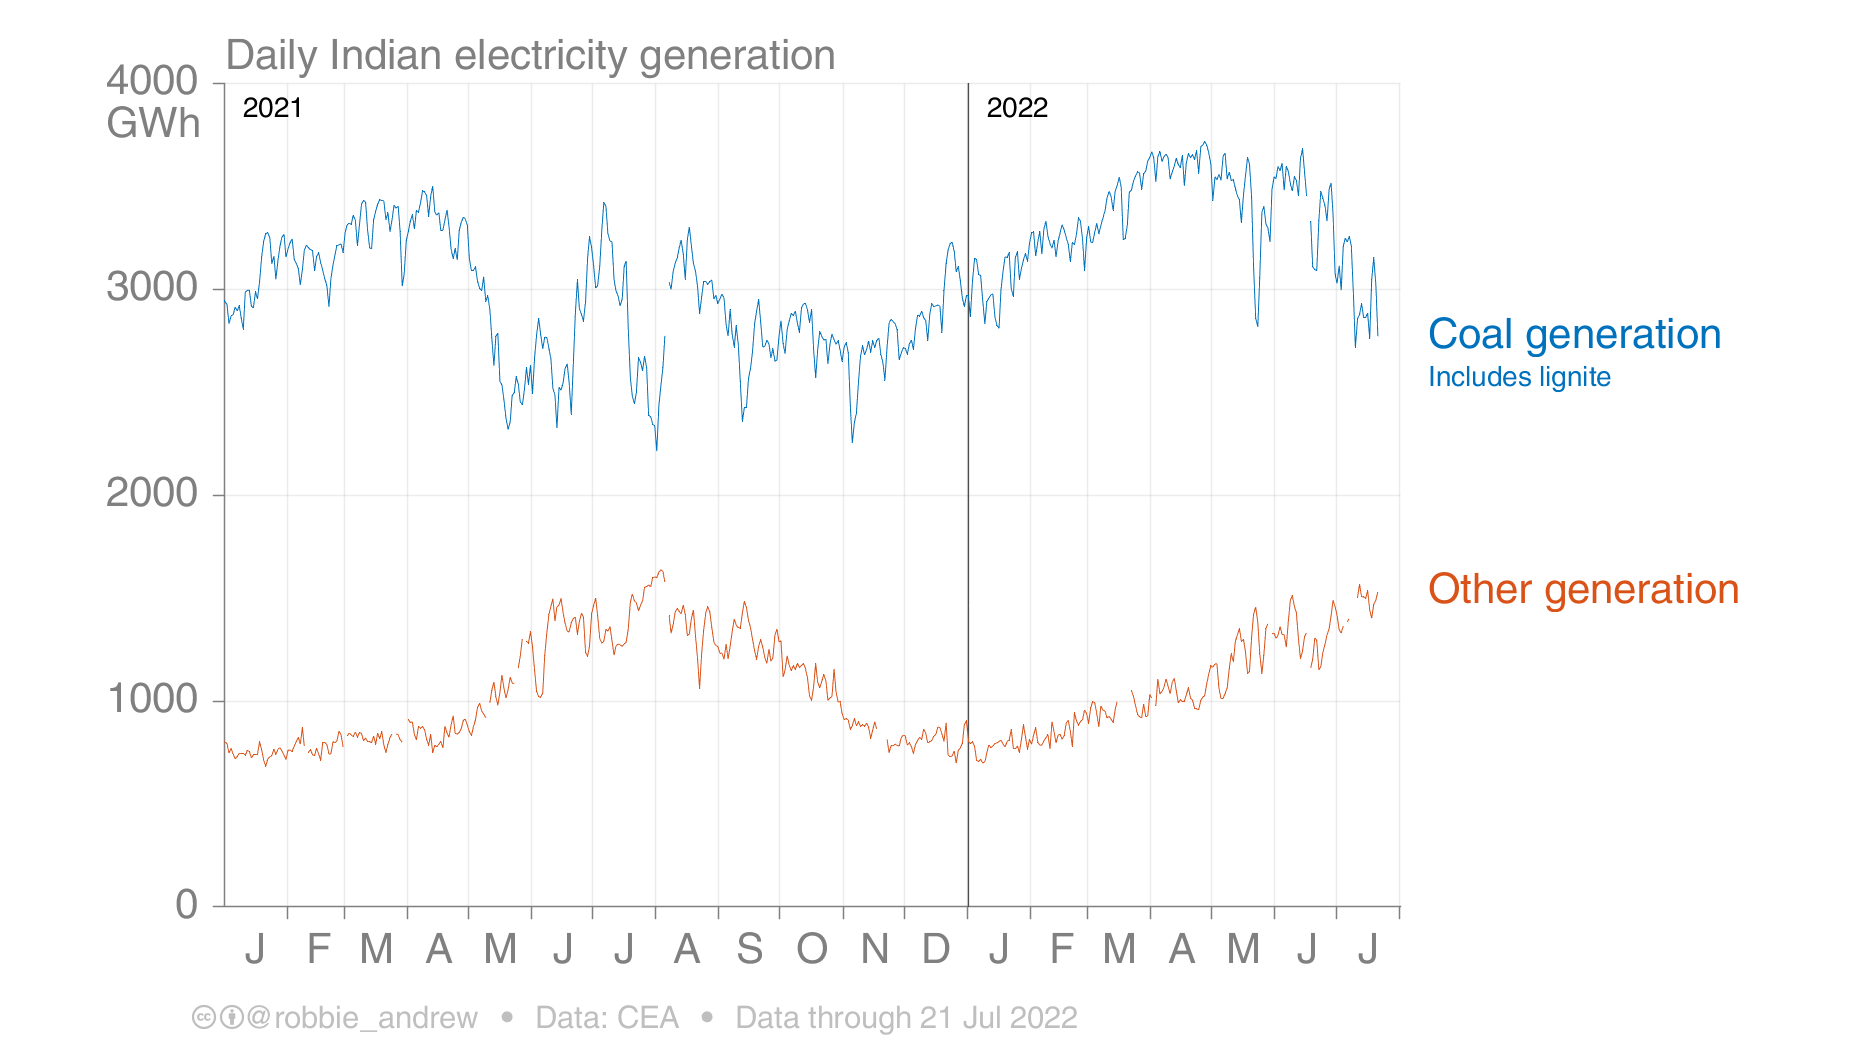 Daily Indian electricity generation
4000
GWh
2021
2022
3000
2000
1000
0
Coal generation
Includes lignite
Other generation
J F M A M J J A S O N D J F M A M J J
@robbie_andrew • Data: CEA • Data through 21 Jul 2022